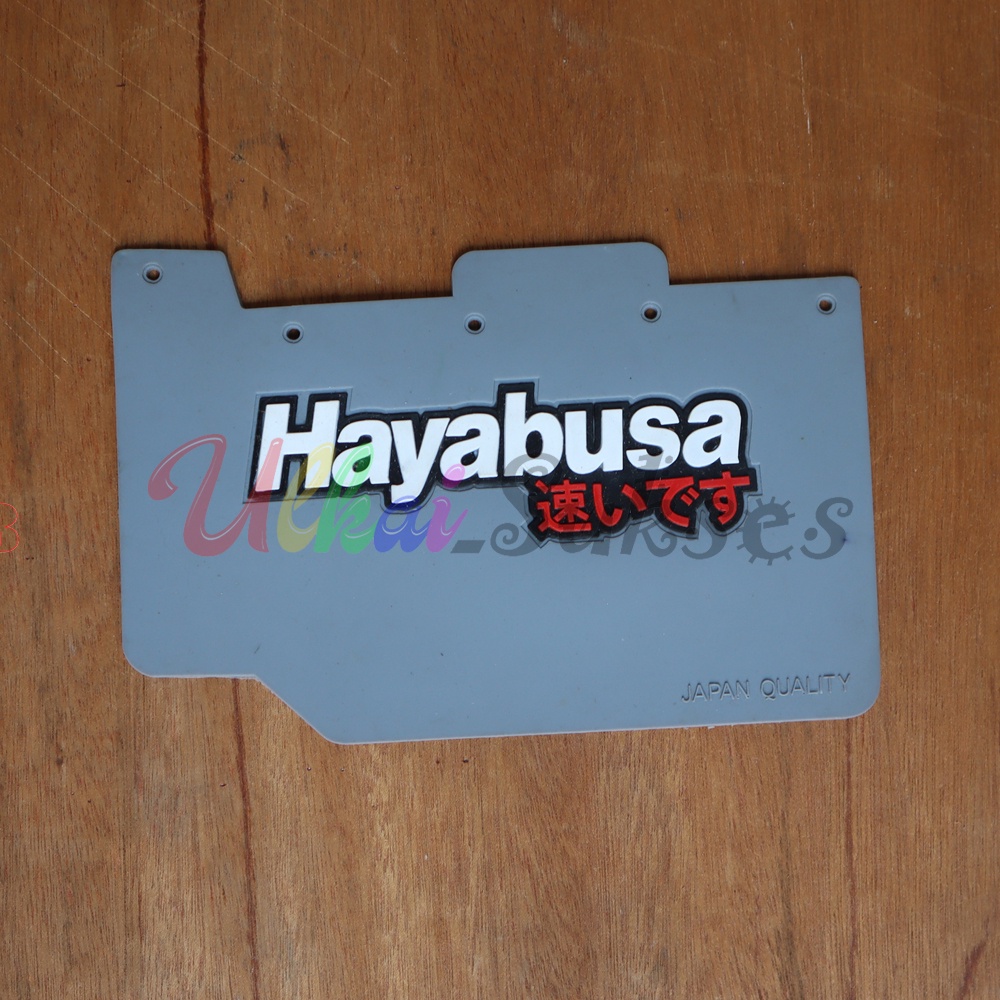 Hayabusa
速いです
Ulkai_Sukses
JAPAN QUALITY